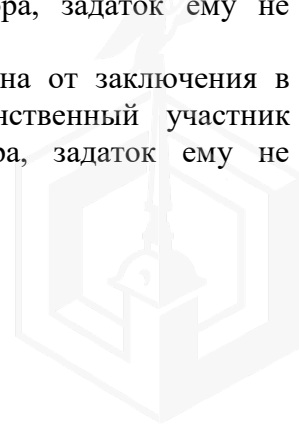 ра, задаток ему не
на от заключения в
нственный участник
ра, задаток ему не